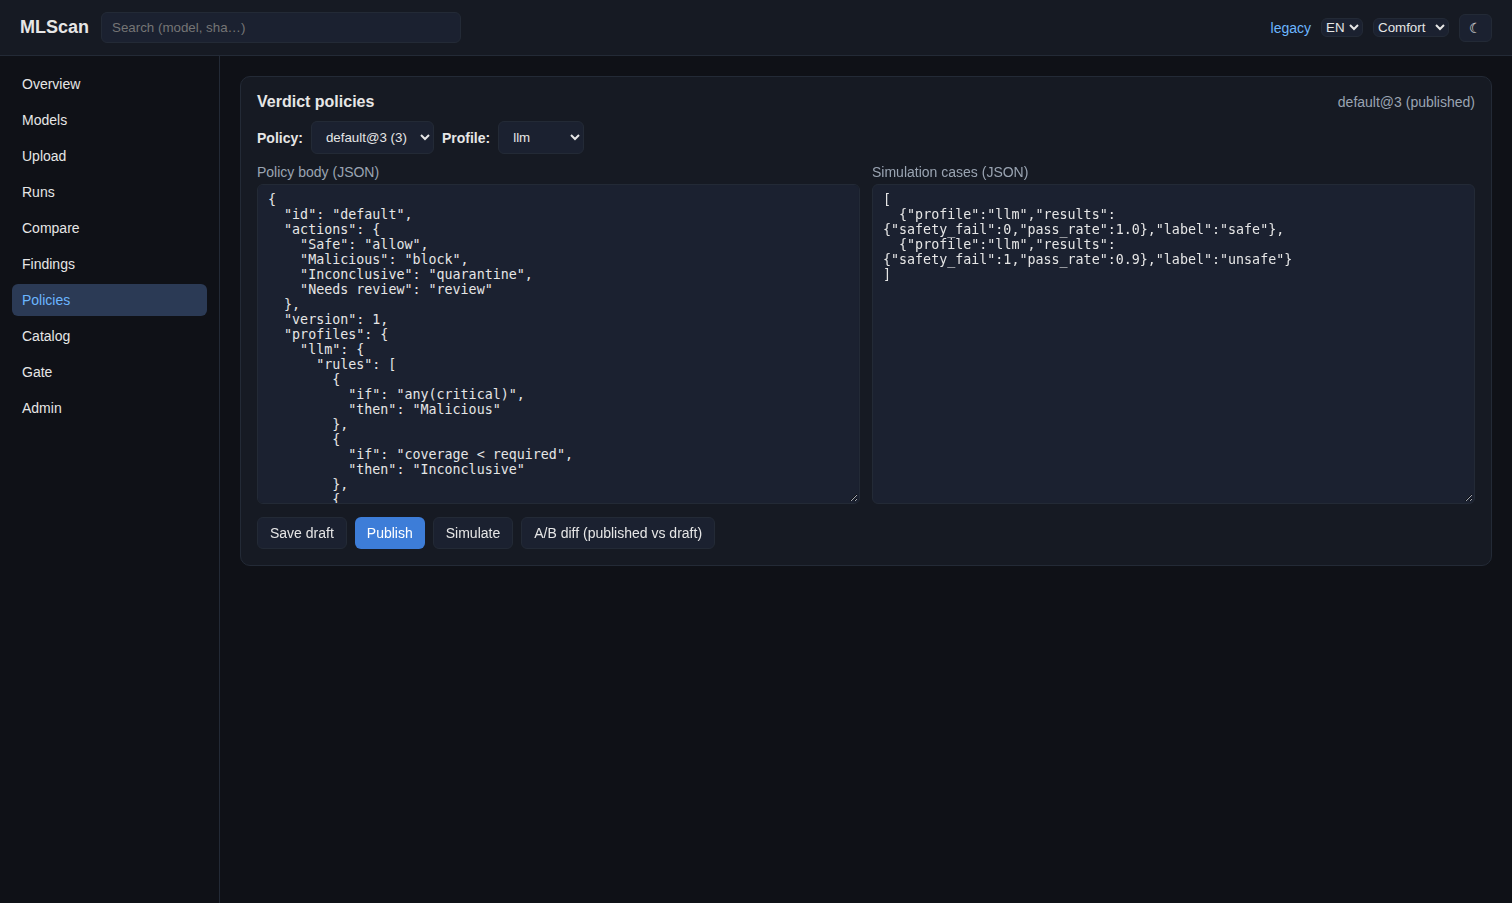 MLScan
Search (model, sha…)
legacy
EN
Comfort
☾
Overview
Models
Upload
Runs
Compare
Findings
Policies
Catalog
Gate
Admin
Verdict policies
default@3 (published)
Policy:
default@3 (3)
Profile:
llm
Policy body (JSON)
{
  "id": "default",
  "actions": {
    "Safe": "allow",
    "Malicious": "block",
    "Inconclusive": "quarantine",
    "Needs review": "review"
  },
  "version": 1,
  "profiles": {
    "llm": {
      "rules": [
        {
          "if": "any(critical)",
          "then": "Malicious"
        },
        {
          "if": "coverage < required",
          "then": "Inconclusive"
        },
        {
Simulation cases (JSON)
[
  {"profile":"llm","results":
{"safety_fail":0,"pass_rate":1.0},"label":"safe"},
  {"profile":"llm","results":
{"safety_fail":1,"pass_rate":0.9},"label":"unsafe"}
]
Save draft
Publish
Simulate
A/B diff (published vs draft)